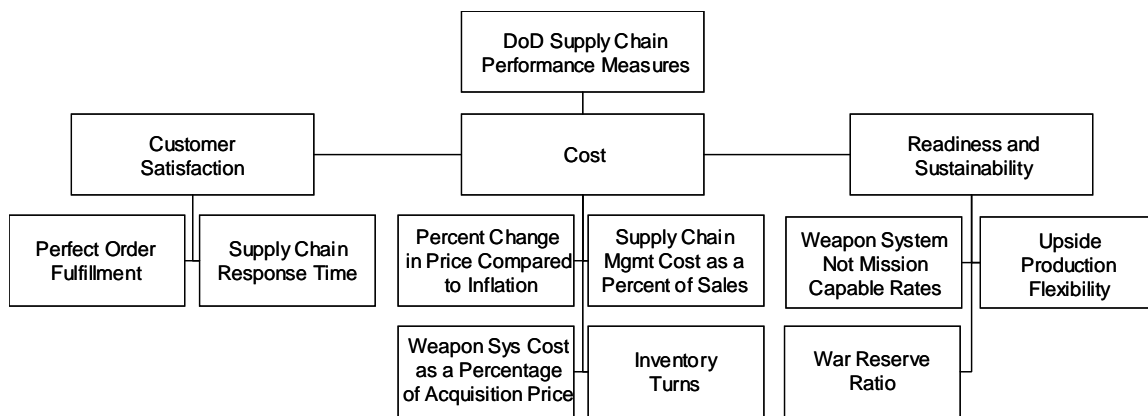 DoD Supply Chain
Performance Measures
Customer
Satisfaction
Cost
Readiness and
Sustainability
Perfect Order
Fulfillment
Supply Chain
Response Time
Percent Change
in Price Compared
to Inflation
Supply Chain
Mgmt Cost as a
Percent of Sales
Weapon System
Not Mission
Capable Rates
Upside
Production
Flexibility
Weapon Sys Cost
as a Percentage
of Acquisition Price
Inventory
Turns
War Reserve
Ratio